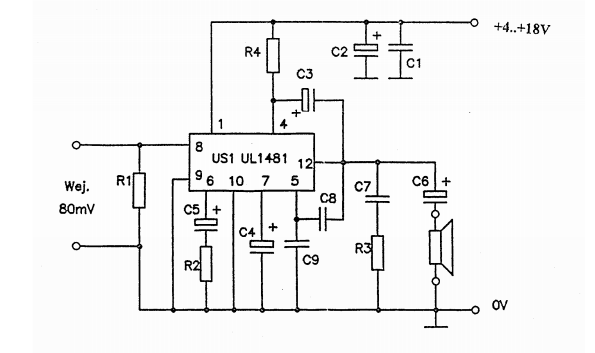 +4..+18V
R4
C2
+
C1
C3
+
1
4
8
US1 UL1481
12
9
6
10
7
5
Wej.
80mV
R1
C5
+
R2
C4
+
C9
C8
C7
R3
C6
+
0V